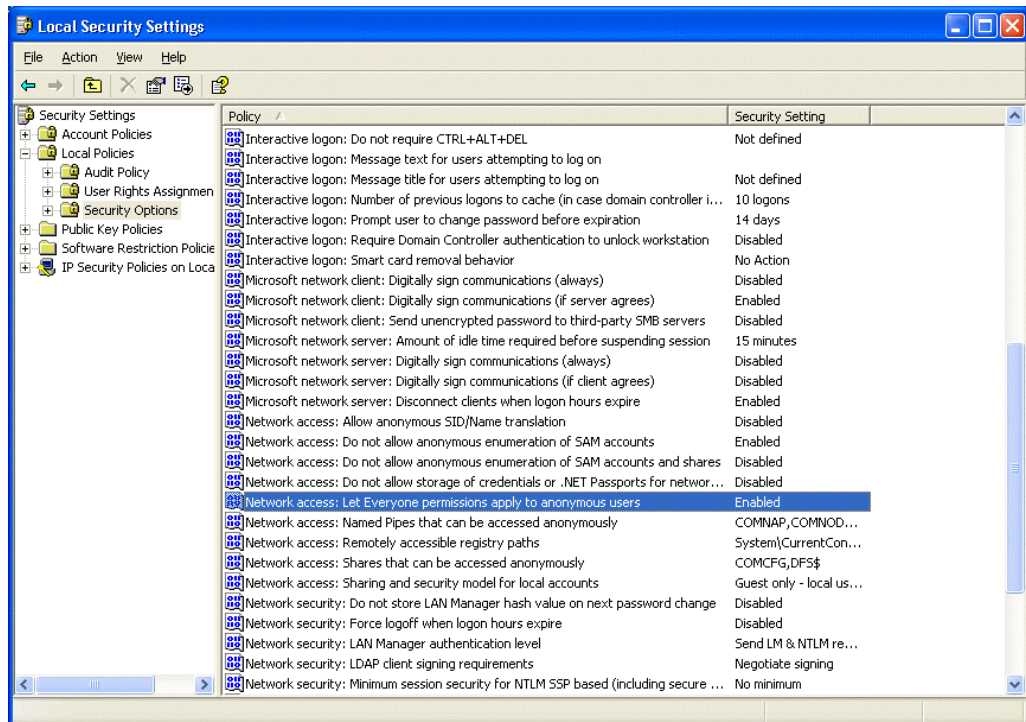 Local Security Settings
File Action View Help
Security Settings
Account Policies
Local Policies
Audit Policy
User Rights Assignmen
Security Options
Public Key Policies
Software Restriction Policie
IP Security Policies on Loca
Policy Security Setting
Interactive logon: Do not require CTRL+ALT+DEL Not defined
Interactive logon: Message text for users attempting to log on
Interactive logon: Message title for users attempting to log on Not defined
Interactive logon: Number of previous logons to cache (in case domain controller i... 10 logons
Interactive logon: Prompt user to change password before expiration 14 days
Interactive logon: Require Domain Controller authentication to unlock workstation Disabled
Interactive logon: Smart card removal behavior No Action
Microsoft network client: Digitally sign communications (always) Disabled
Microsoft network client: Digitally sign communications (if server agrees) Enabled
Microsoft network client: Send unencrypted password to third-party SMB servers Disabled
Microsoft network server: Amount of idle time required before suspending session 15 minutes
Microsoft network server: Digitally sign communications (always) Disabled
Microsoft network server: Digitally sign communications (if client agrees) Disabled
Microsoft network server: Disconnect clients when logon hours expire Enabled
Network access: Allow anonymous SID/Name translation Disabled
Network access: Do not allow anonymous enumeration of SAM accounts Enabled
Network access: Do not allow anonymous enumeration of SAM accounts and shares Disabled
Network access: Do not allow storage of credentials or .NET Passports for networ... Disabled
Network access: Let Everyone permissions apply to anonymous users Enabled
Network access: Named Pipes that can be accessed anonymously COMNAP,COMNOD...
Network access: Remotely accessible registry paths System\CurrentCon...
Network access: Shares that can be accessed anonymously COMCFG,DFS$
Network access: Sharing and security model for local accounts Guest only - local us...
Network security: Do not store LAN Manager hash value on next password change Disabled
Network security: Force logoff when logon hours expire Disabled
Network security: LAN Manager authentication level Send LM & NTLM re...
Network security: LDAP client signing requirements Negotiate signing
Network security: Minimum session security for NTLM SSP based (including secure ... No minimum